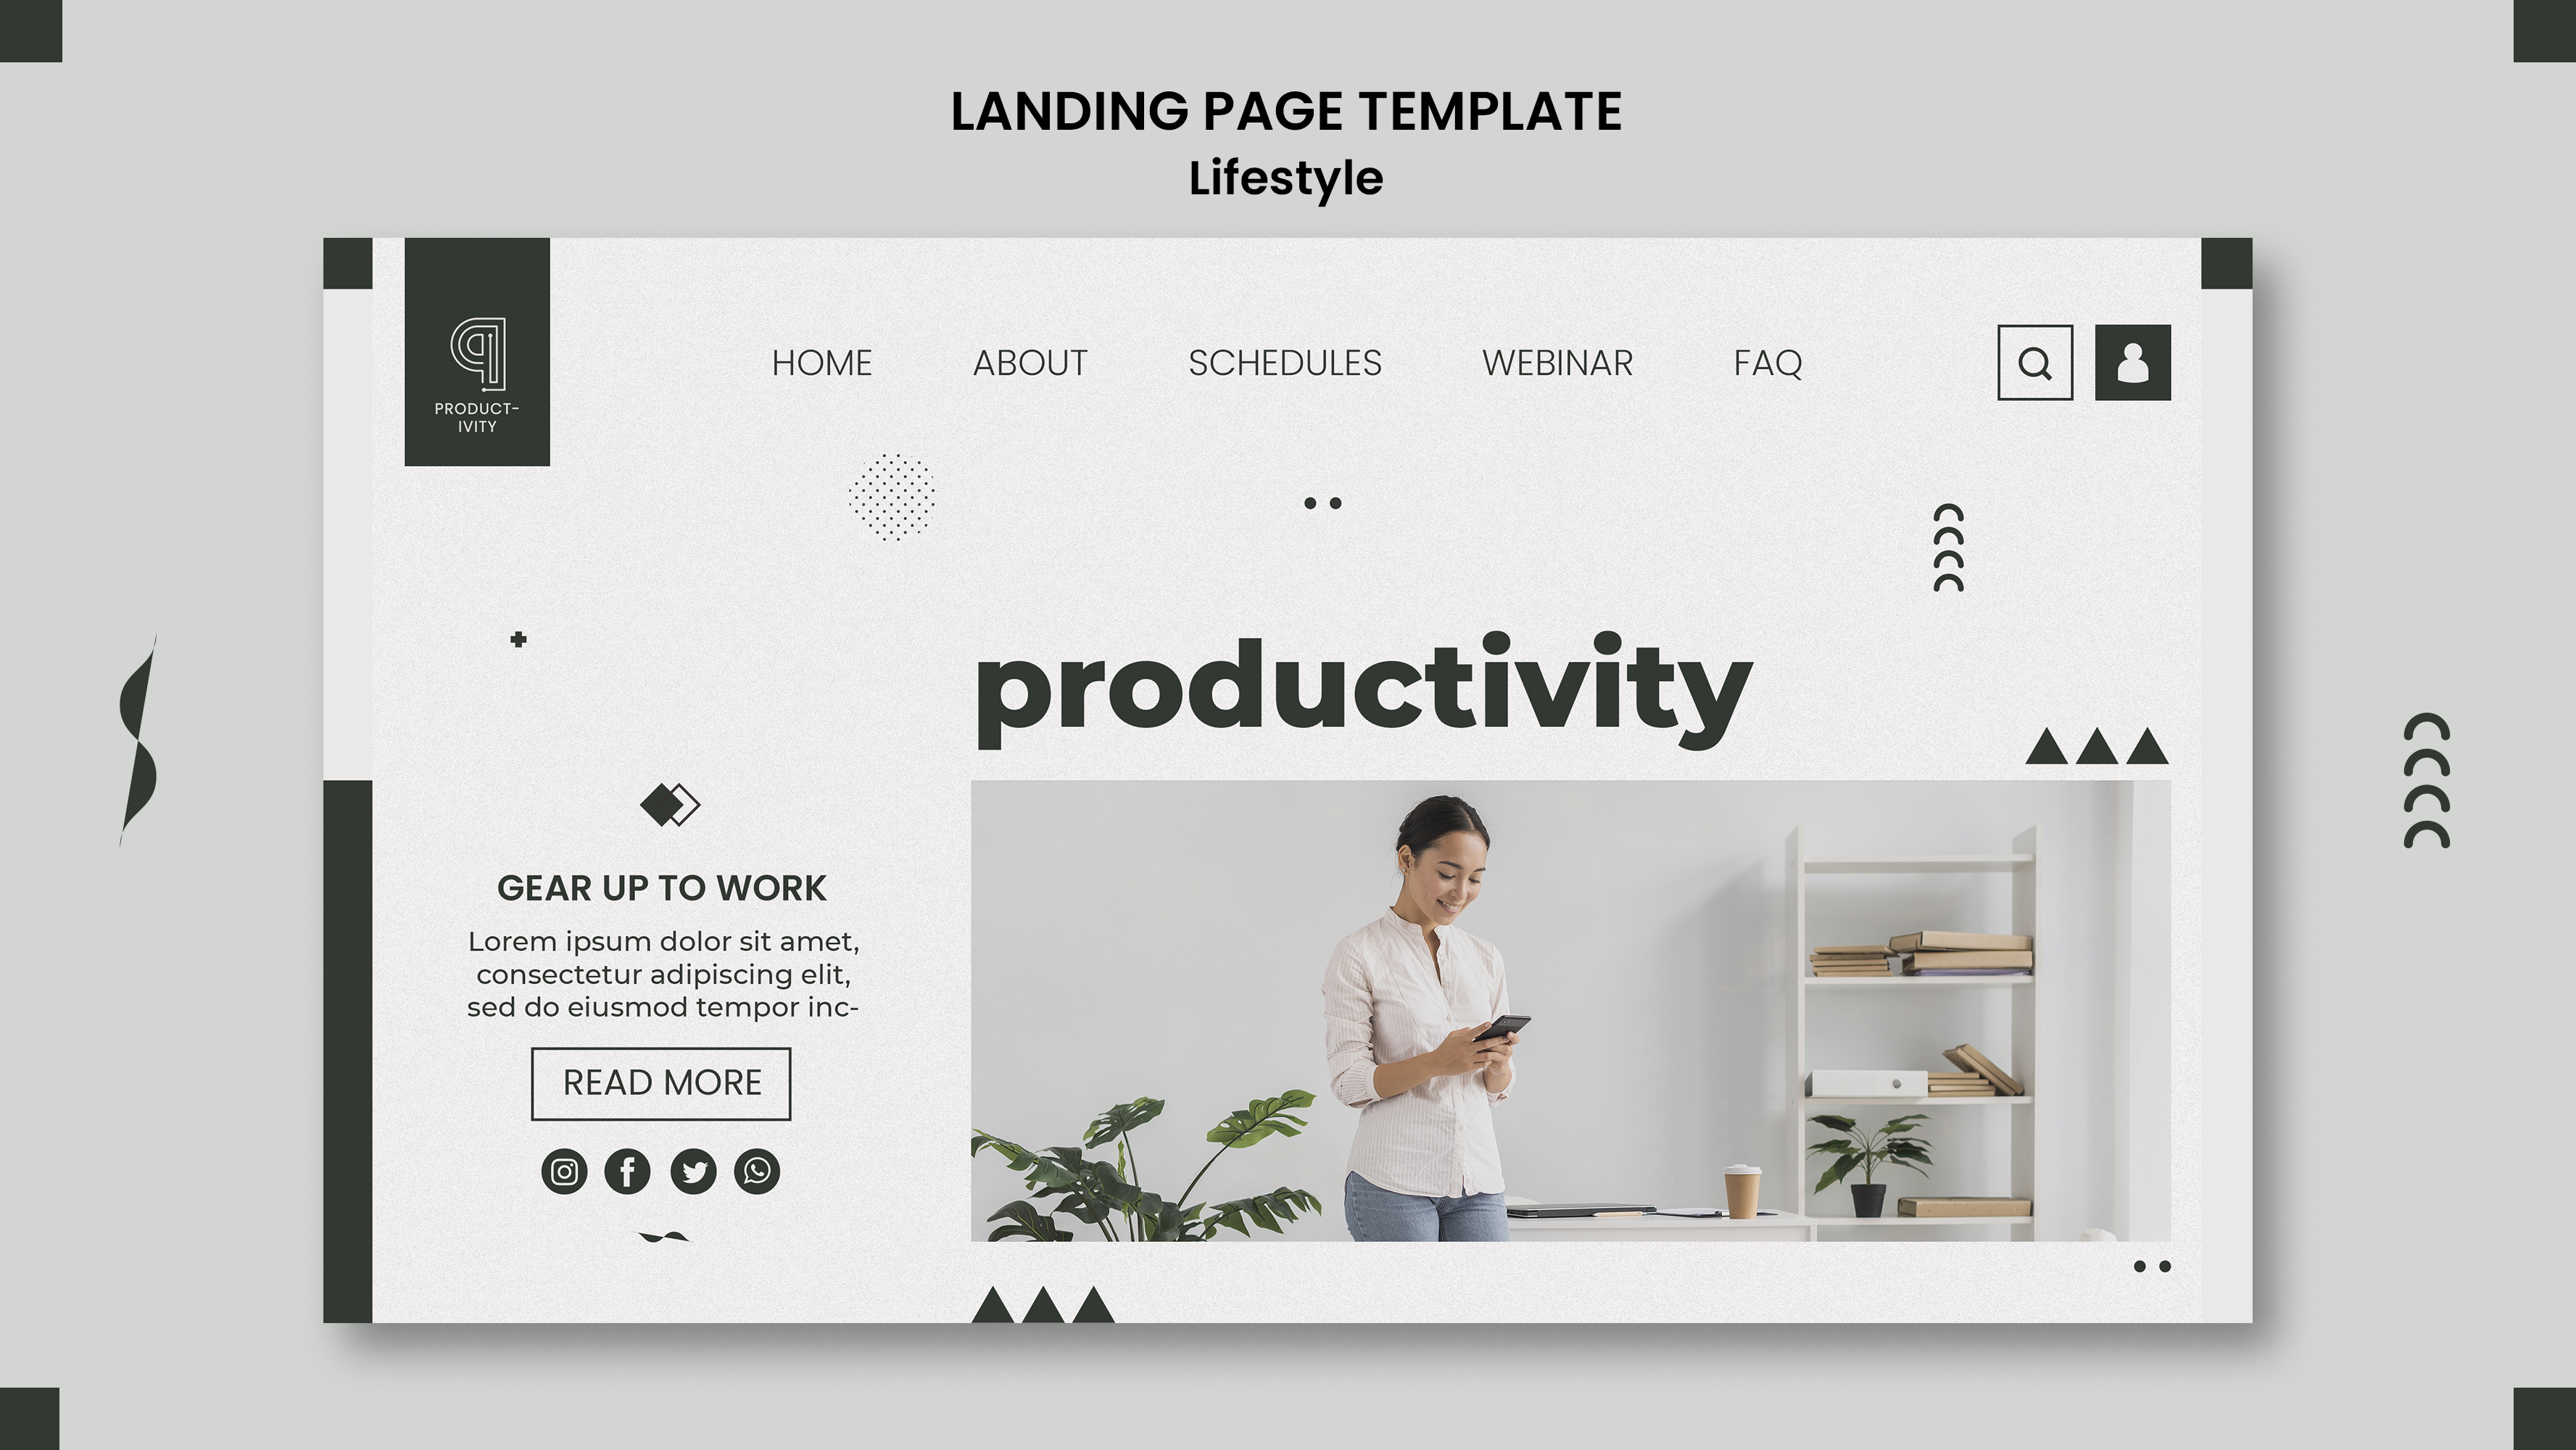 LANDING PAGE TEMPLATE
Lifestyle
PRODUCT-
IVITY
HOME ABOUT SCHEDULES WEBINAR FAQ
productivity
GEAR UP TO WORK
Lorem ipsum dolor sit amet,
consectetur adipiscing elit,
sed do eiusmod tempor inc-
READ MORE